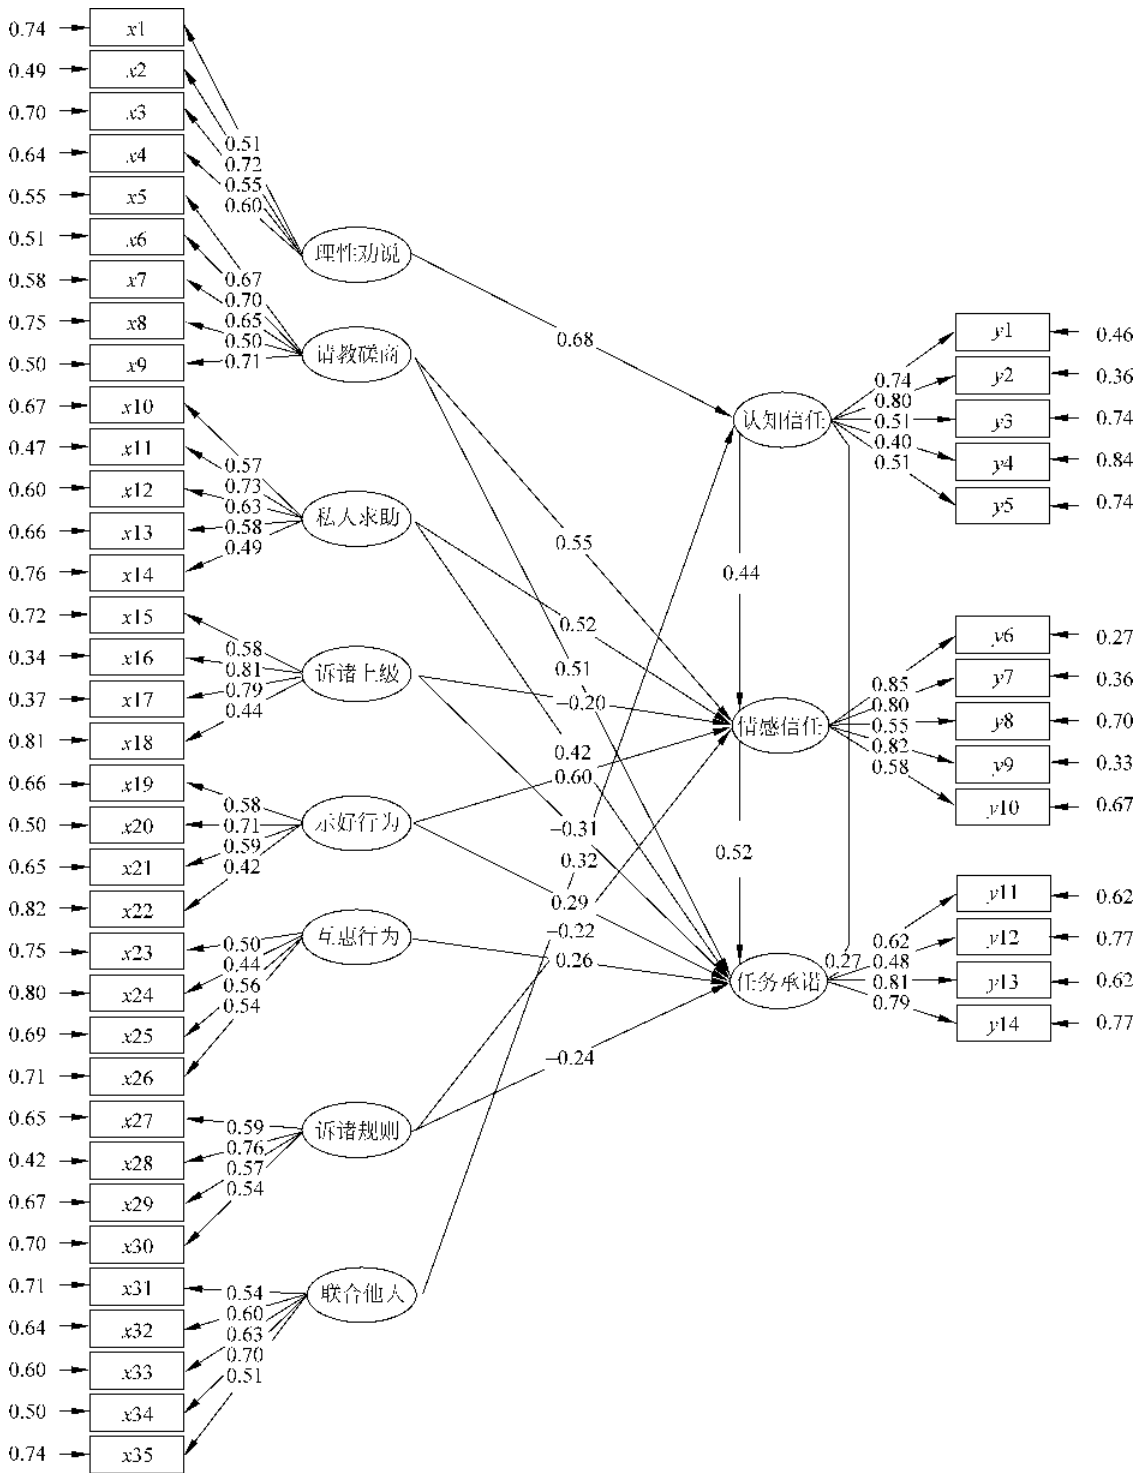 0.74 x1
0.49 x2
0.70 x3
0.64 x4
0.55 x5
0.51 x6
0.58 x7
0.75 x8
0.50 x9
0.67 x10
0.47 x11
0.60 x12
0.66 x13
0.76 x14
0.72 x15
0.34 x16
0.37 x17
0.81 x18
0.66 x19
0.50 x20
0.65 x21
0.82 x22
0.75 x23
0.80 x24
0.69 x25
0.71 x26
0.65 x27
0.42 x28
0.67 x29
0.70 x30
0.71 x31
0.64 x32
0.60 x33
0.50 x34
0.74 x35
0.51
0.72
0.55
0.60
0.67
0.70
0.65
0.50
0.71
0.57
0.73
0.63
0.58
0.49
0.58
0.81
0.79
0.44
0.58
0.71
0.59
0.42
0.50
0.44
0.56
0.54
0.59
0.76
0.57
0.54
0.54
0.60
0.63
0.70
0.51
理性劝说
请教磋商
私人求助
诉诸上级
示好行为
互惠行为
诉诸规则
联合他人
0.68
0.55
0.52
0.51
−0.20
0.42
0.60
−0.31
0.32
0.29
−0.22
0.26
−0.24
认知信任
0.44
情感信任
0.52
任务承诺
0.27
0.74
0.80
0.51
0.40
0.51
0.85
0.80
0.55
0.82
0.58
0.62
0.48
0.81
0.79
y1 0.46
y2 0.36
y3 0.74
y4 0.84
y5 0.74
y6 0.27
y7 0.36
y8 0.70
y9 0.33
y10 0.67
y11 0.62
y12 0.77
y13 0.62
y14 0.77